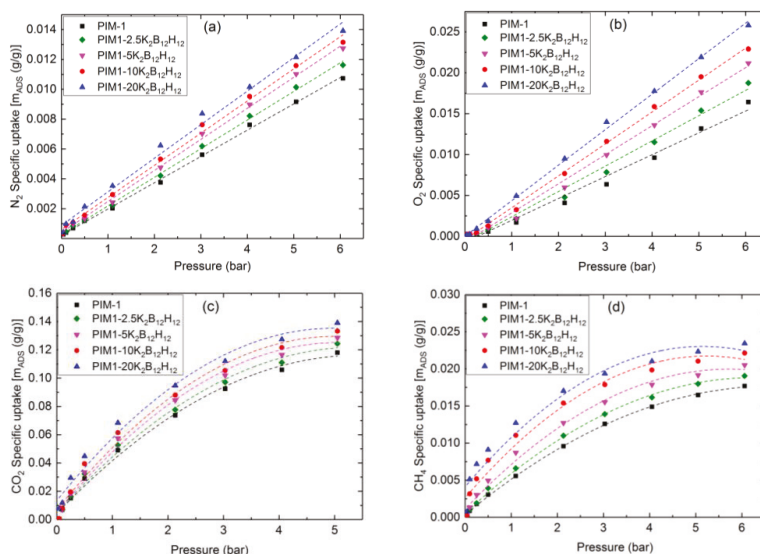 (a)
PIM-1
PIM1-2.5K₂B₁₂H₁₂
PIM1-5K₂B₁₂H₁₂
PIM1-10K₂B₁₂H₁₂
PIM1-20K₂B₁₂H₁₂
N₂ Specific uptake [m_ADS (g/g)]
0.014
0.012
0.010
0.008
0.006
0.004
0.002
0 1 2 3 4 5 6
Pressure (bar)
(b)
PIM-1
PIM1-2.5K₂B₁₂H₁₂
PIM1-5K₂B₁₂H₁₂
PIM1-10K₂B₁₂H₁₂
PIM1-20K₂B₁₂H₁₂
O₂ Specific uptake [m_ADS (g/g)]
0.025
0.020
0.015
0.010
0.005
0.000
0 1 2 3 4 5 6
Pressure (bar)
(c)
PIM-1
PIM1-2.5K₂B₁₂H₁₂
PIM1-5K₂B₁₂H₁₂
PIM1-10K₂B₁₂H₁₂
PIM1-20K₂B₁₂H₁₂
CO₂ Specific uptake [m_ADS (g/g)]
0.16
0.14
0.12
0.10
0.08
0.06
0.04
0.02
0.00
0 1 2 3 4 5
Pressure (bar)
(d)
PIM-1
PIM1-2.5K₂B₁₂H₁₂
PIM1-5K₂B₁₂H₁₂
PIM1-10K₂B₁₂H₁₂
PIM1-20K₂B₁₂H₁₂
CH₄ Specific uptake [m_ADS (g/g)]
0.030
0.025
0.020
0.015
0.010
0.005
0.000
0 1 2 3 4 5 6
Pressure (bar)